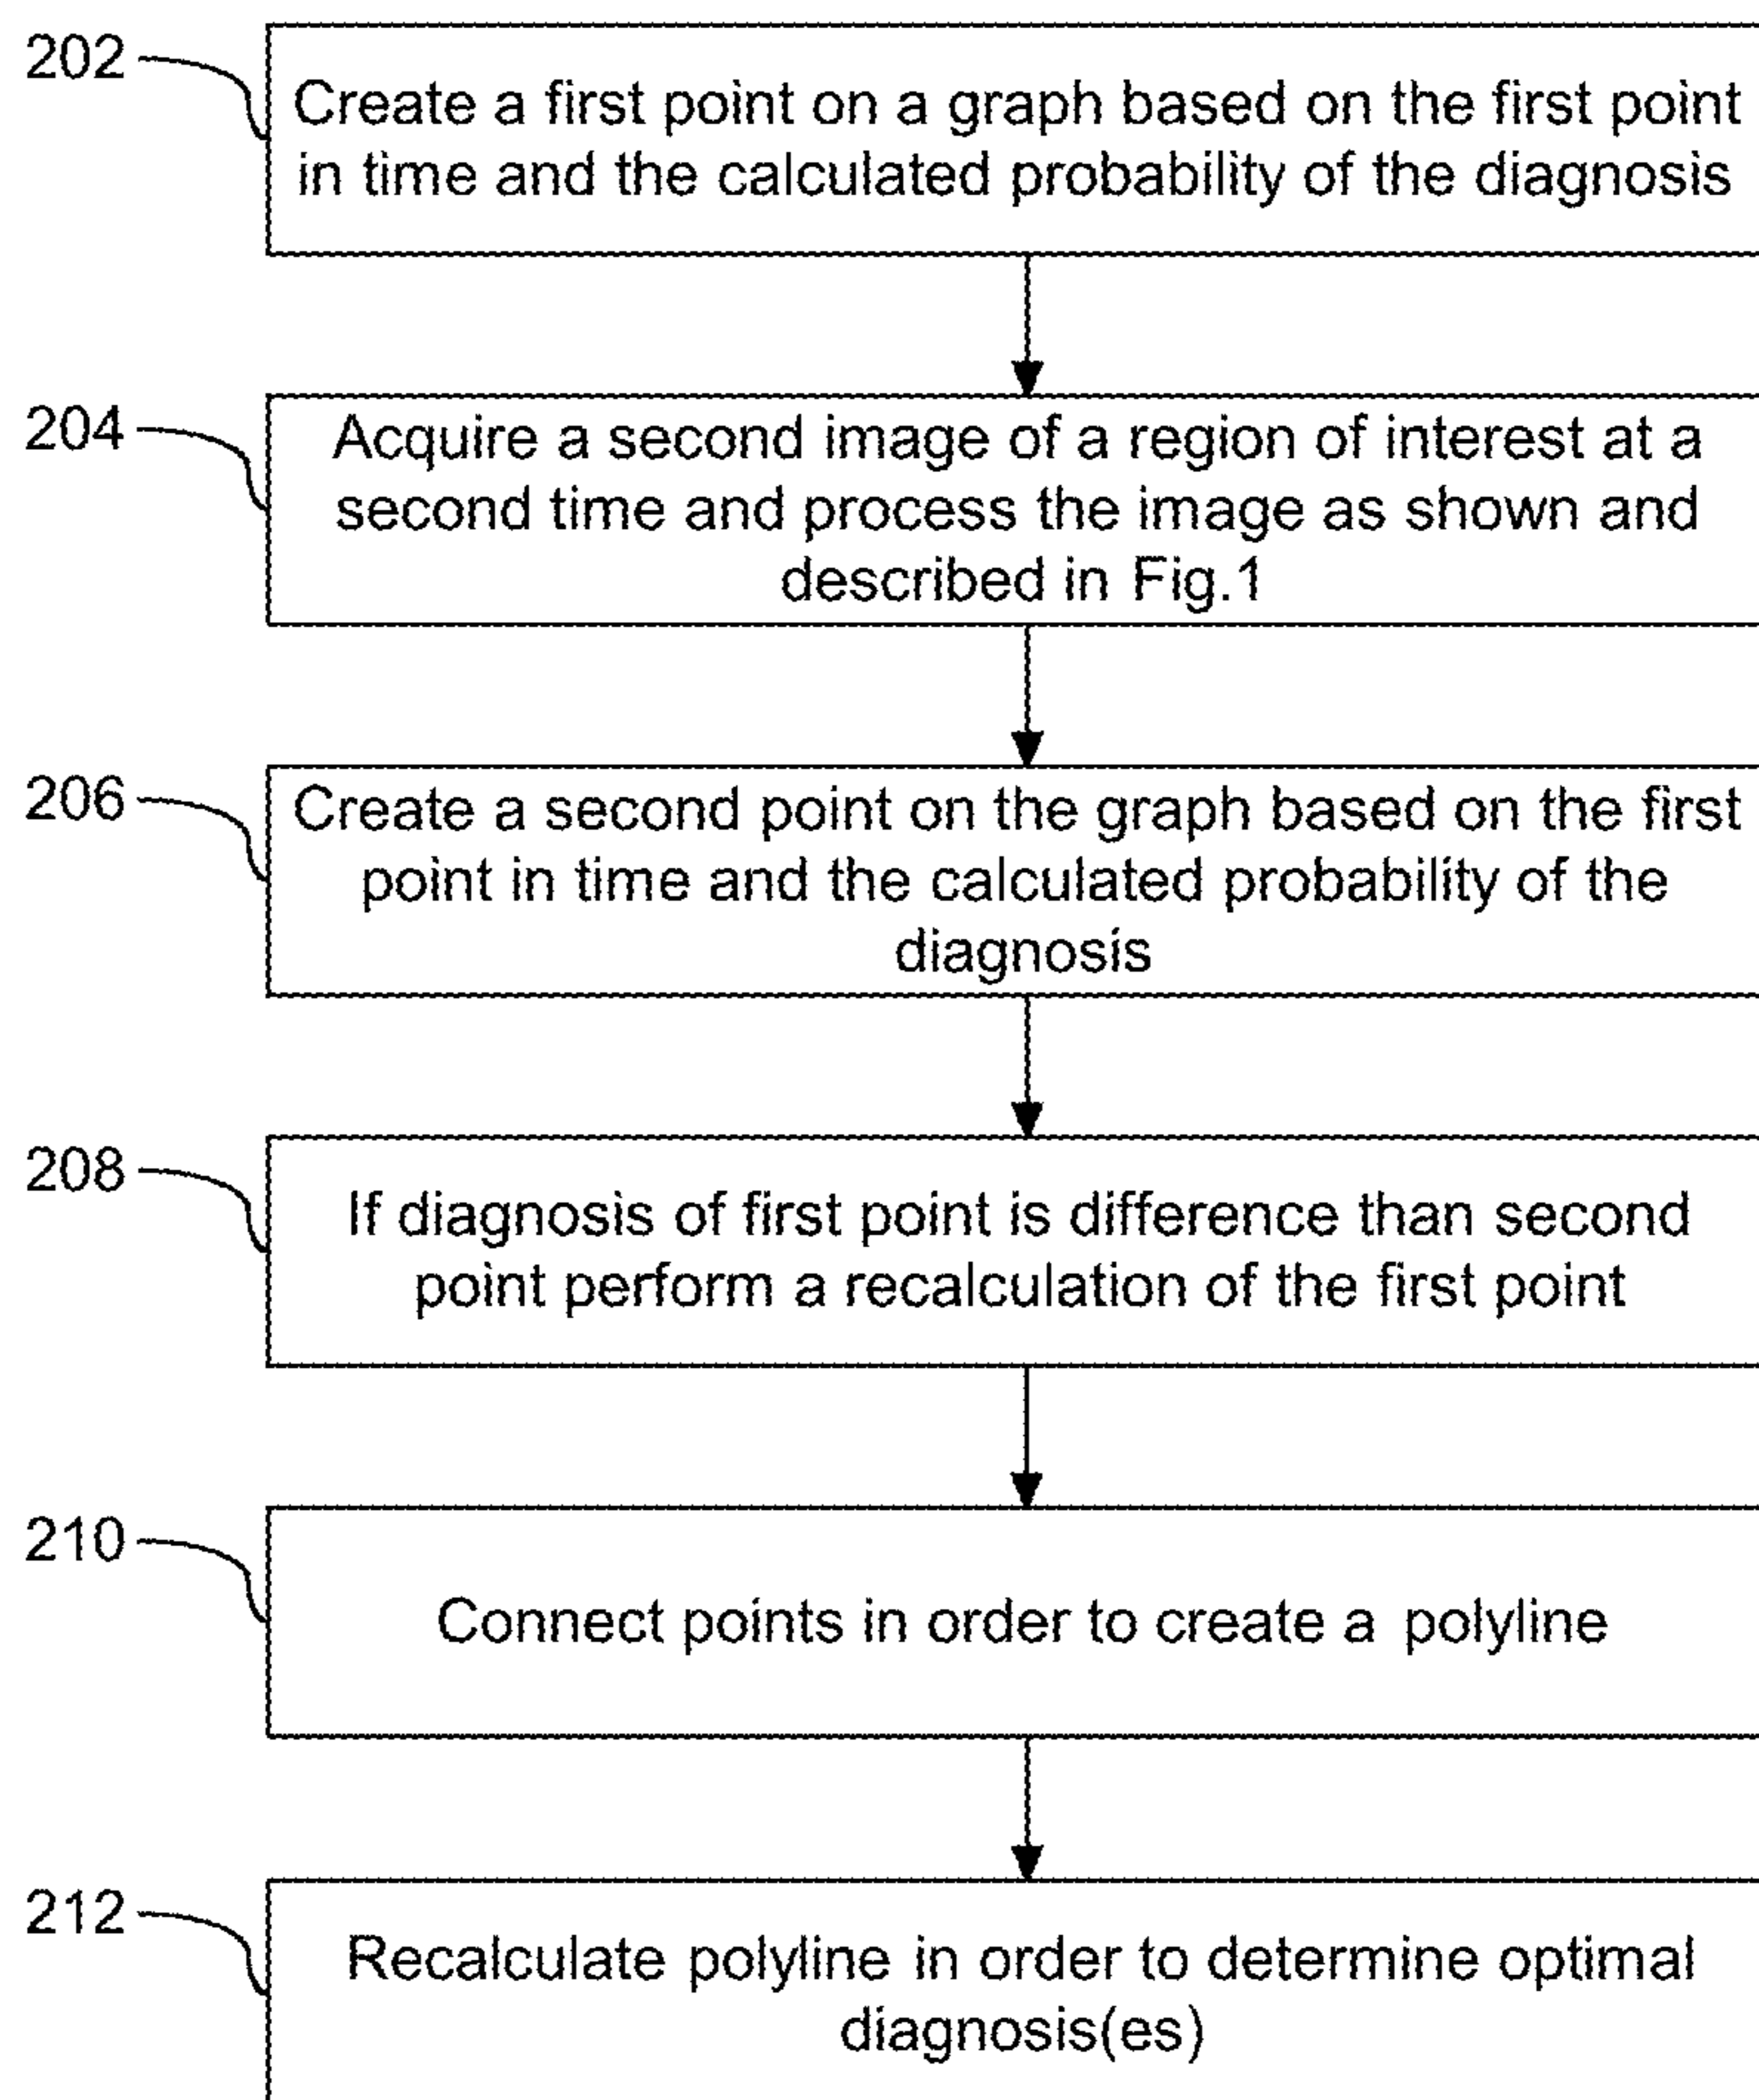 202
Create a first point on a graph based on the first point
in time and the calculated probability of the diagnosis
204
Acquire a second image of a region of interest at a
second time and process the image as shown and
described in Fig.1
206
Create a second point on the graph based on the first
point in time and the calculated probability of the
diagnosis
208
If diagnosis of first point is difference than second
point perform a recalculation of the first point
210
Connect points in order to create a polyline
212
Recalculate polyline in order to determine optimal
diagnosis(es)